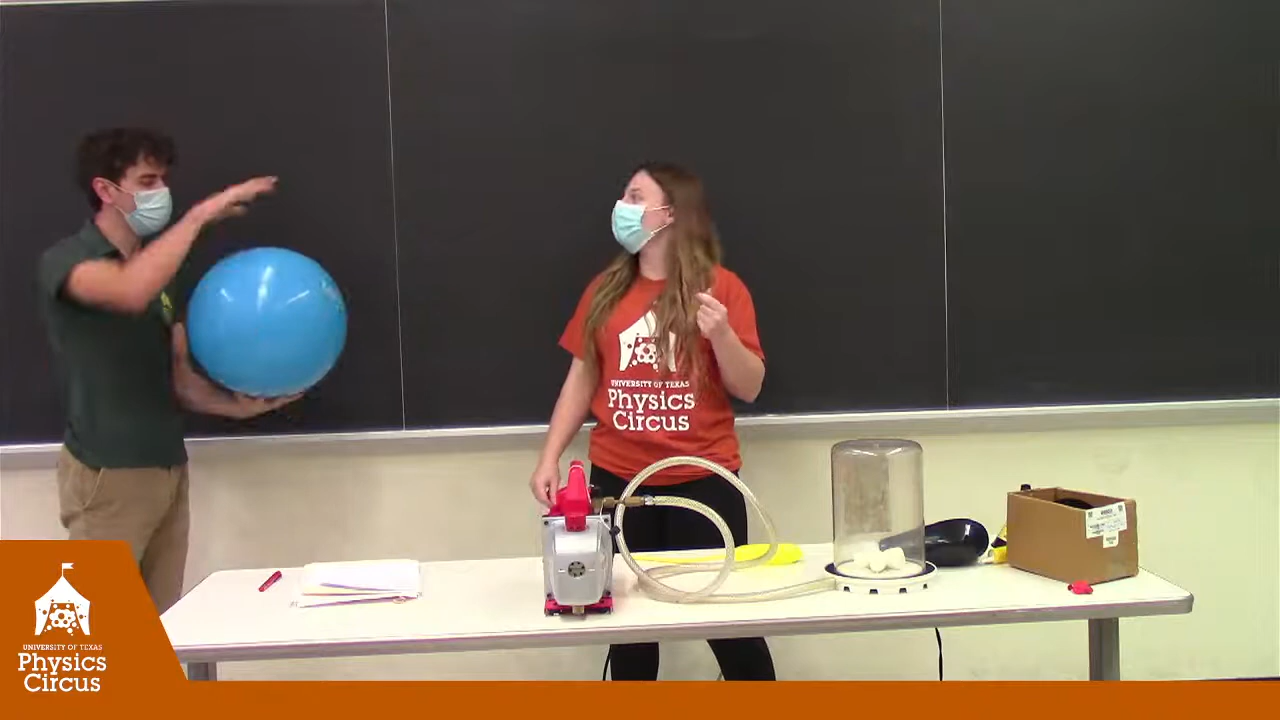 UNIVERSITY OF TEXAS
Physics
Circus
UNIVERSITY OF TEXAS
Physics
Circus